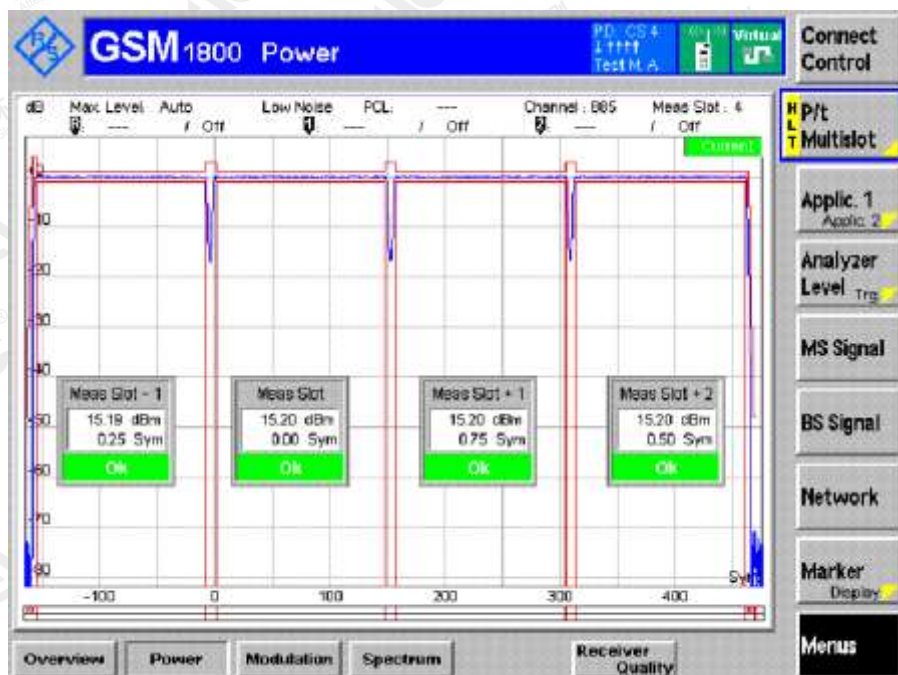 R&S
GSM 1800 Power
PD: CS 4
Test M. A
Virtual
Connect Control
dB Max. Level: Auto Low Noise PCL: --- Channel : 885 Meas Slot : 4
--- / Off 1 --- / Off 2 --- / Off
Current
HLT
P/t Multislot
Applic. 1
Applic. 2
Analyzer Level Trg
MS Signal
BS Signal
Network
Marker
Display
Menus
-10
-20
-30
-40
-50
-60
-70
-80
Meas Slot - 1
15.19 dBm
0.25 Sym
Ok
Meas Slot
15.20 dBm
0.00 Sym
Ok
Meas Slot + 1
15.20 dBm
0.75 Sym
Ok
Meas Slot + 2
15.20 dBm
0.50 Sym
Ok
Sym
-100 0 100 200 300 400
Overview Power Modulation Spectrum Receiver Quality